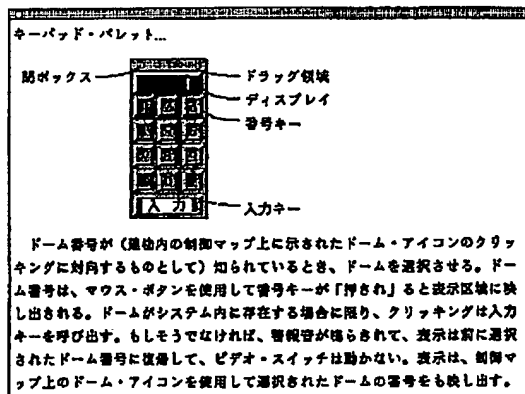 キーパッド・パレット...
閉ボックス
ドラッグ領域
ディスプレイ
番号キー
入 力
入力キー
ドーム番号が（建物内の制御マップ上に示されたドーム・アイコンのクリッ
キングに対向するものとして）知られているとき、ドームを選択させる。ドー
ム番号は、マウス・ボタンを使用して番号キーが「押され」ると表示区域に映
し出される。ドームがシステム内に存在する場合に限り、クリッキングは入力
キーを呼び出す。もしそうでなければ、警報音が鳴らされて、表示は前に選択
されたドーム番号に復帰して、ビデオ・スイッチは動かない。表示は、制御マ
ップ上のドーム・アイコンを使用して選択されたドームの番号をも映し出す。